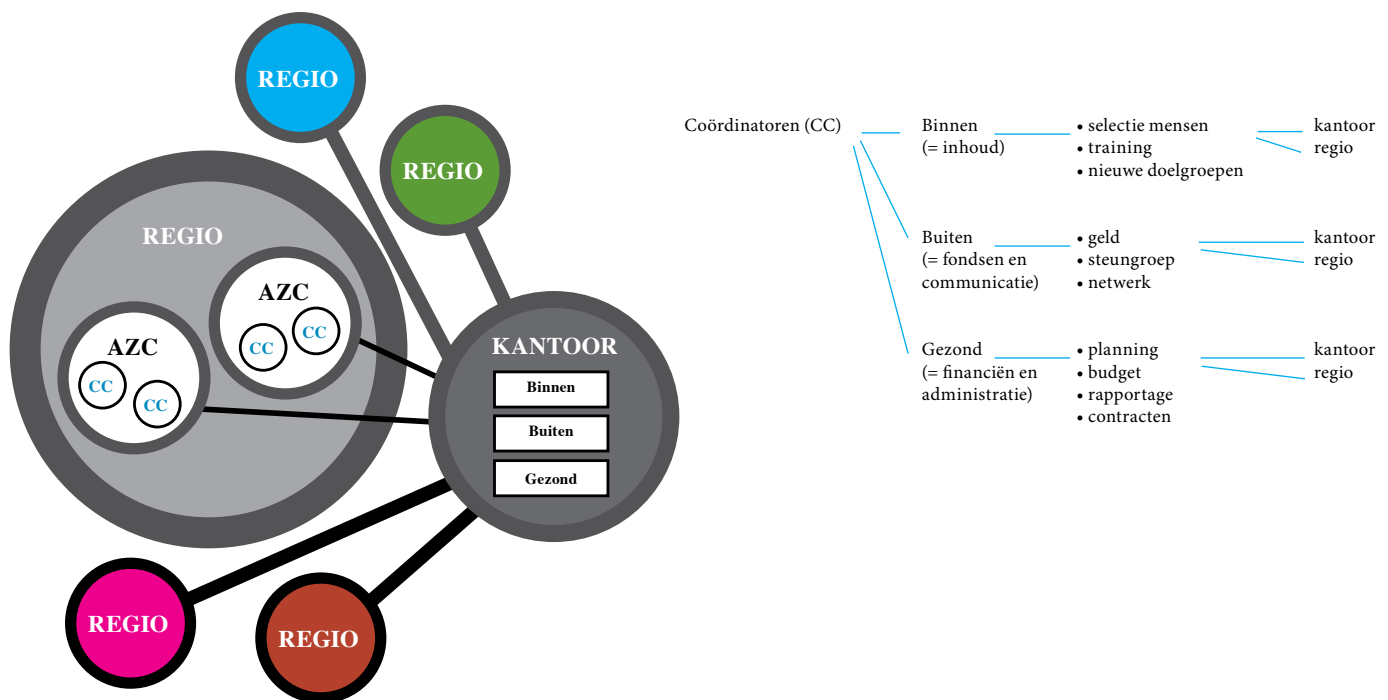 REGIO
REGIO
REGIO
AZC
CC
CC
AZC
CC
CC
KANTOOR
Binnen
Buiten
Gezond
REGIO
REGIO
Coördinatoren (CC)
Binnen
(= inhoud)
• selectie mensen
• training
• nieuwe doelgroepen
kantoor
regio
Buiten
(= fondsen en
communicatie)
• geld
• steungroep
• netwerk
kantoor
regio
Gezond
(= financiën en
administratie)
• planning
• budget
• rapportage
• contracten
kantoor
regio